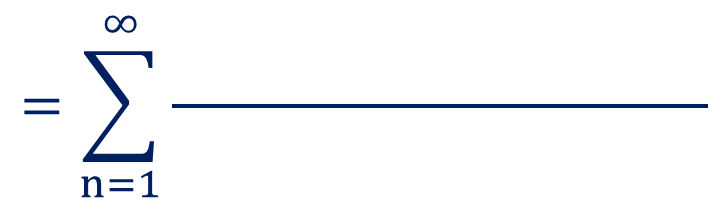 ∞
= ∑
n=1